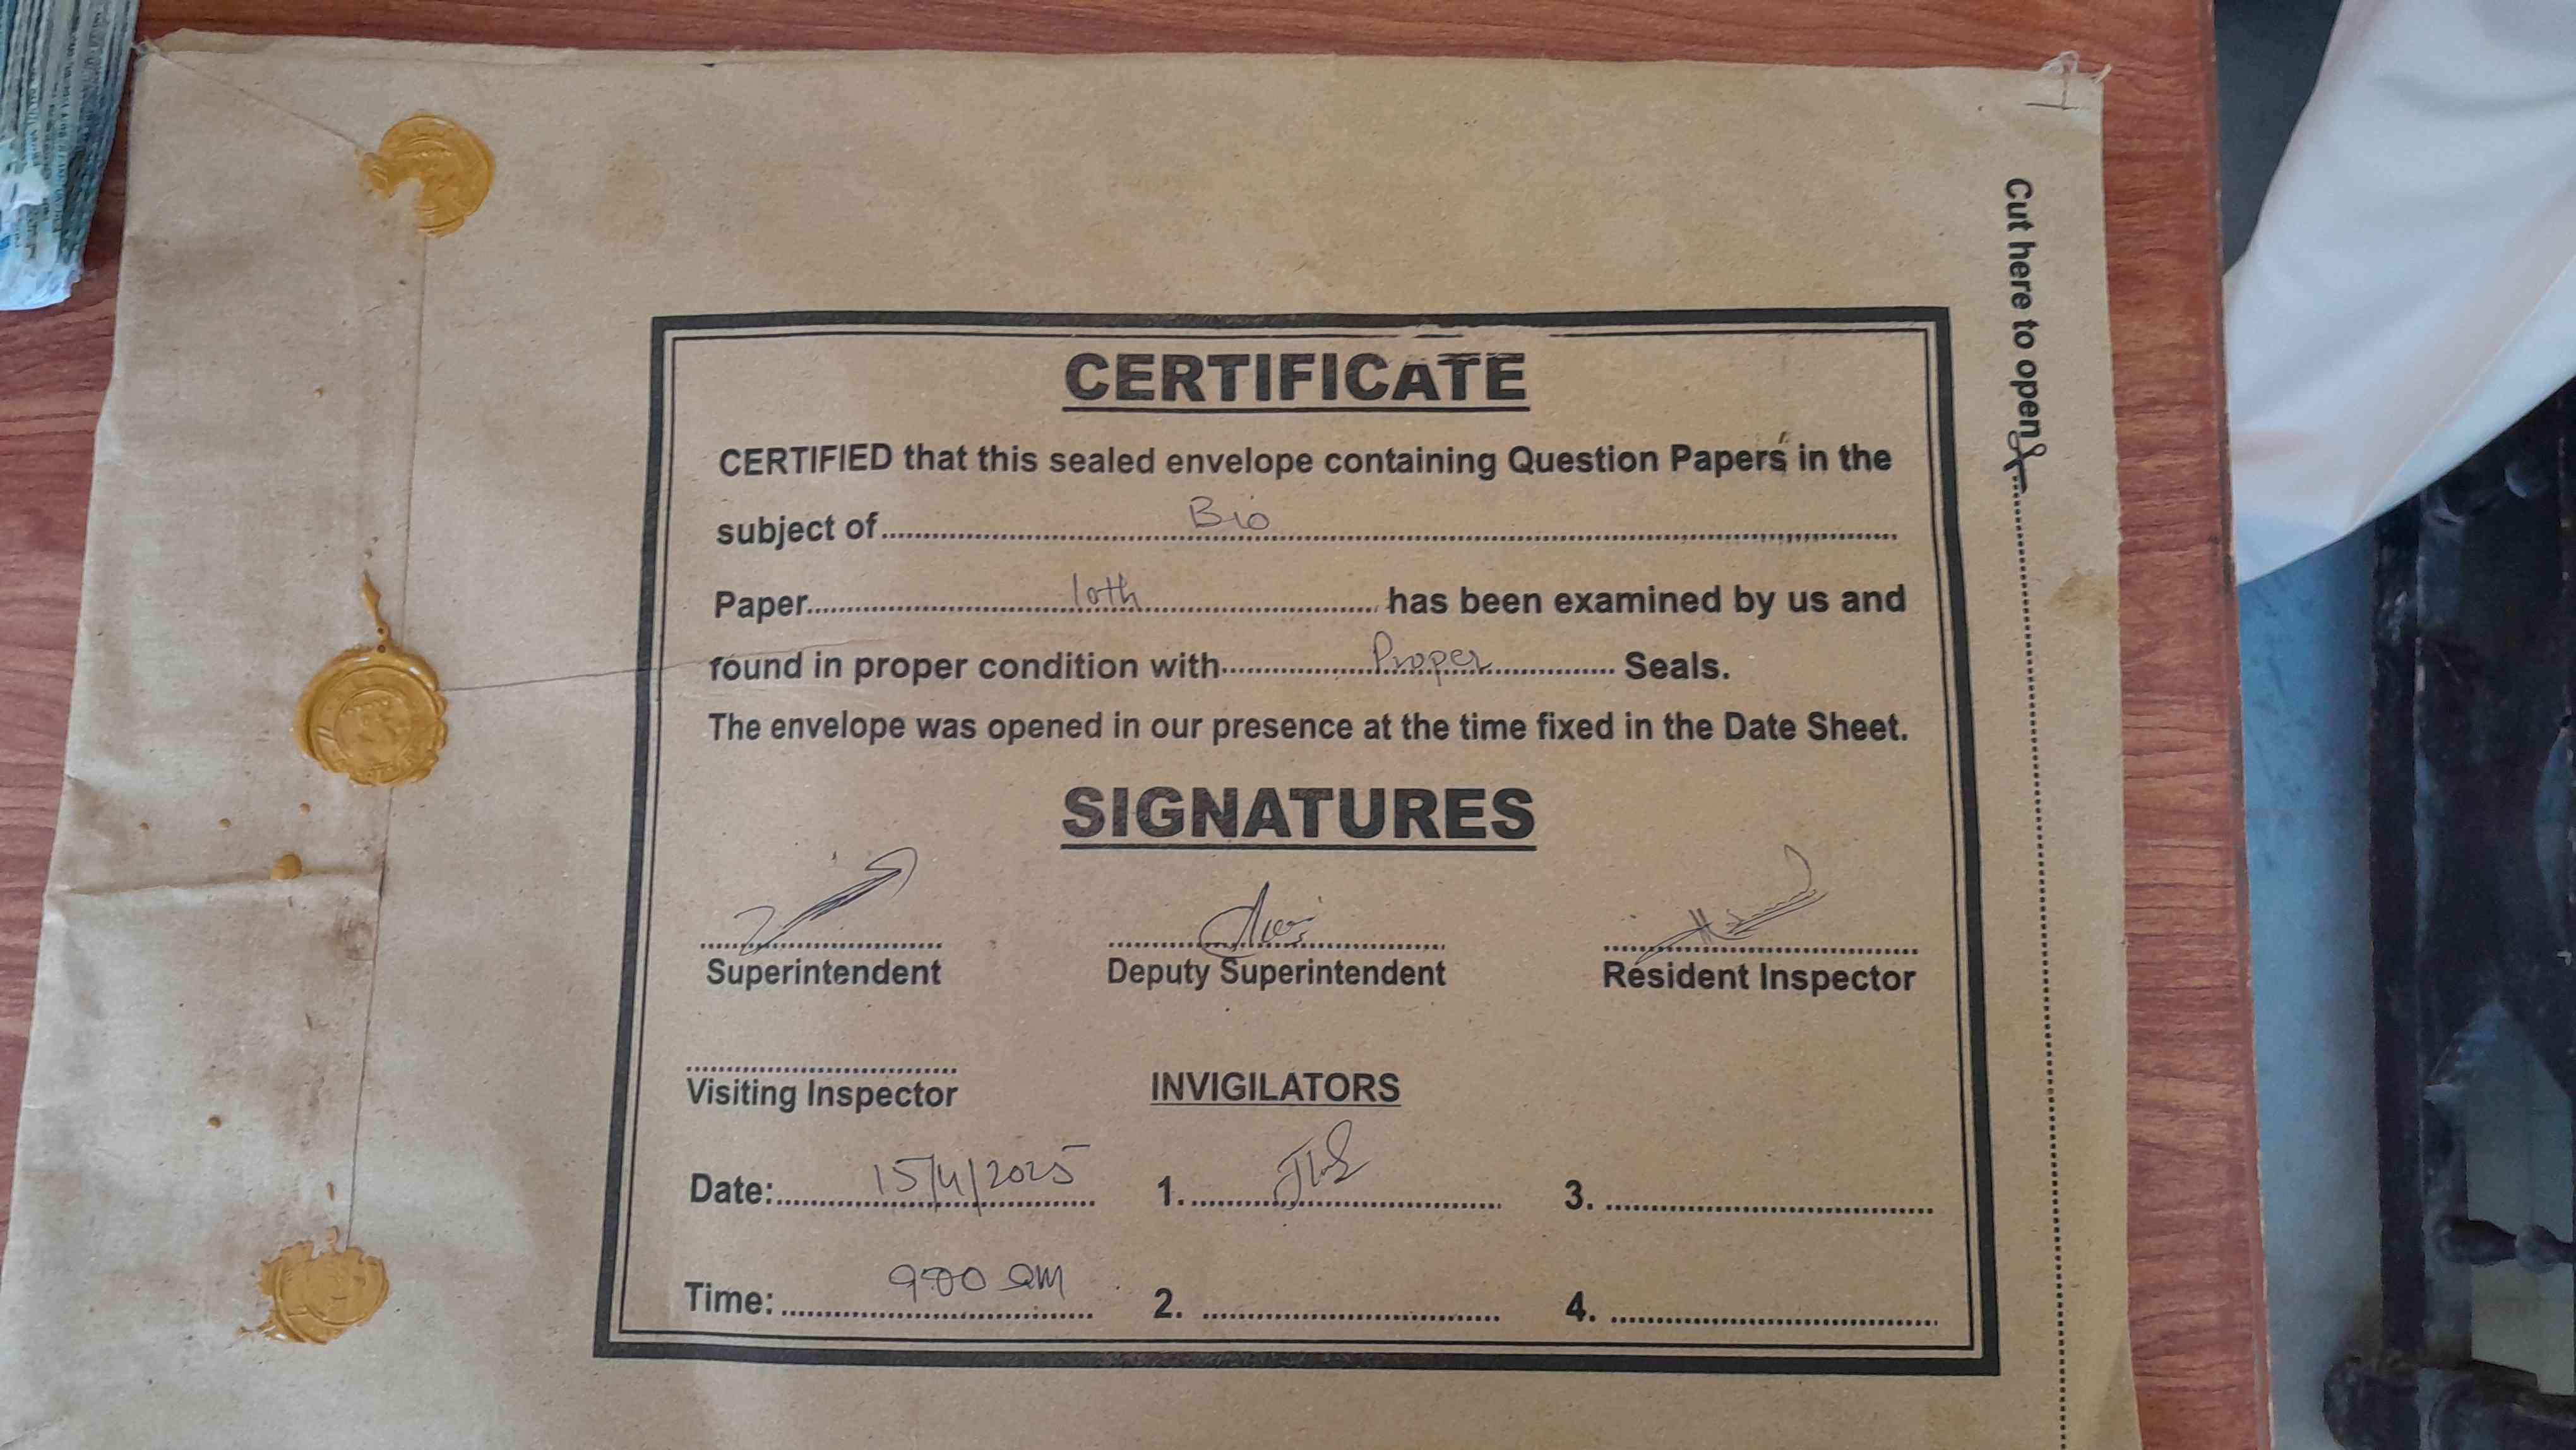 Cut here to open
CERTIFICATE
CERTIFIED that this sealed envelope containing Question Papers in the
subject of Bio
Paper 10th has been examined by us and
found in proper condition with Proper Seals.
The envelope was opened in our presence at the time fixed in the Date Sheet.
SIGNATURES
Superintendent Deputy Superintendent Resident Inspector
Visiting Inspector INVIGILATORS
Date: 15/4/2025 1. 3.
Time: 9:00 am 2. 4.